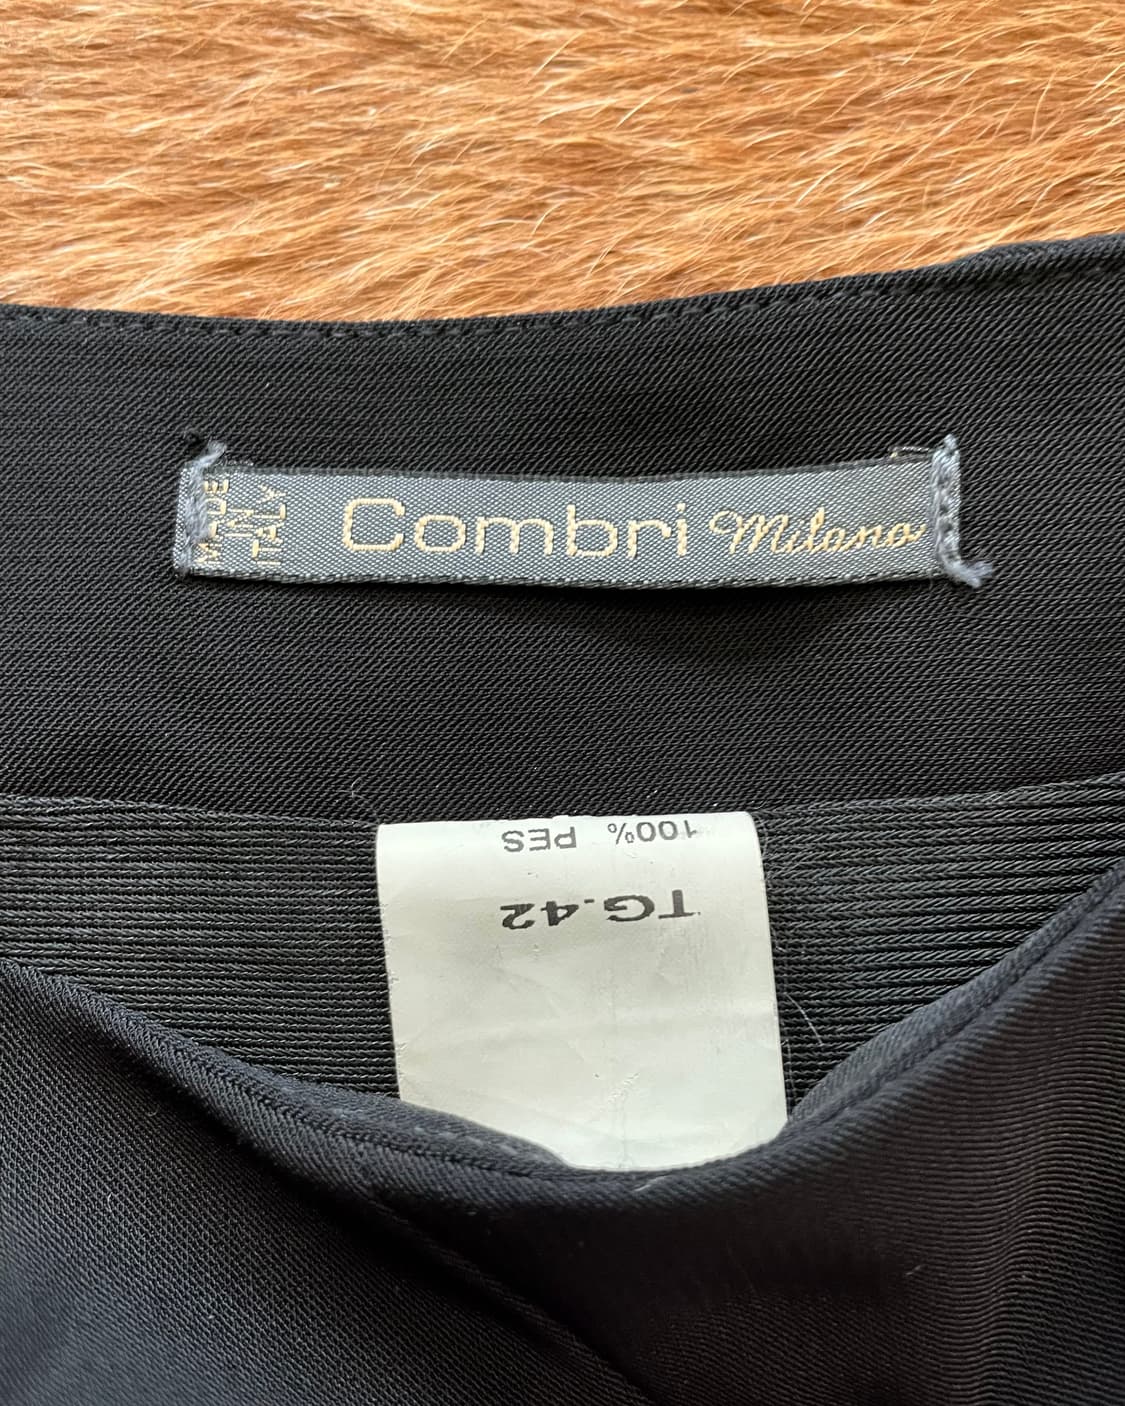 MADE
IN
ITALY
Combri Milano
100% PES
TG.42